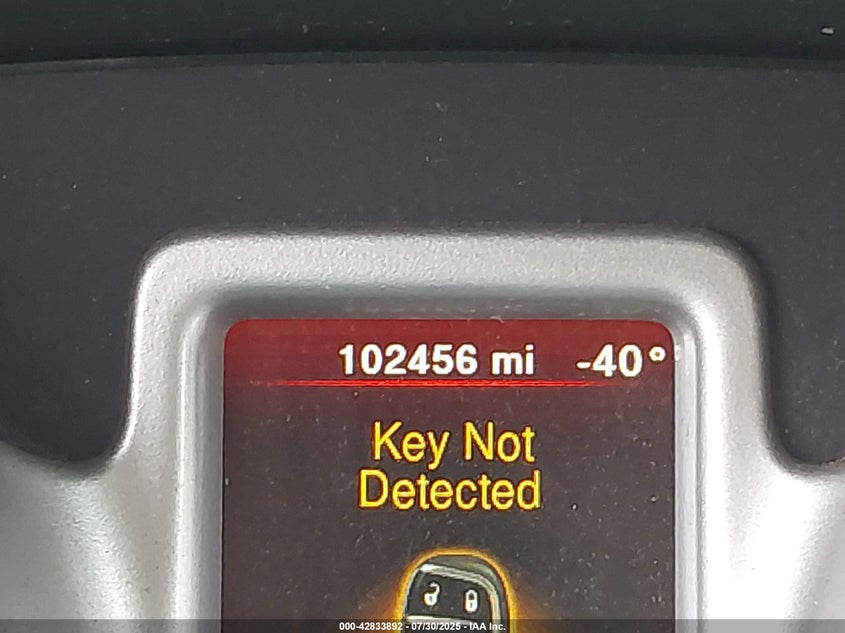 102456 mi -40°
Key Not
Detected
000-42833892 - 07/30/2025 - IAA Inc.